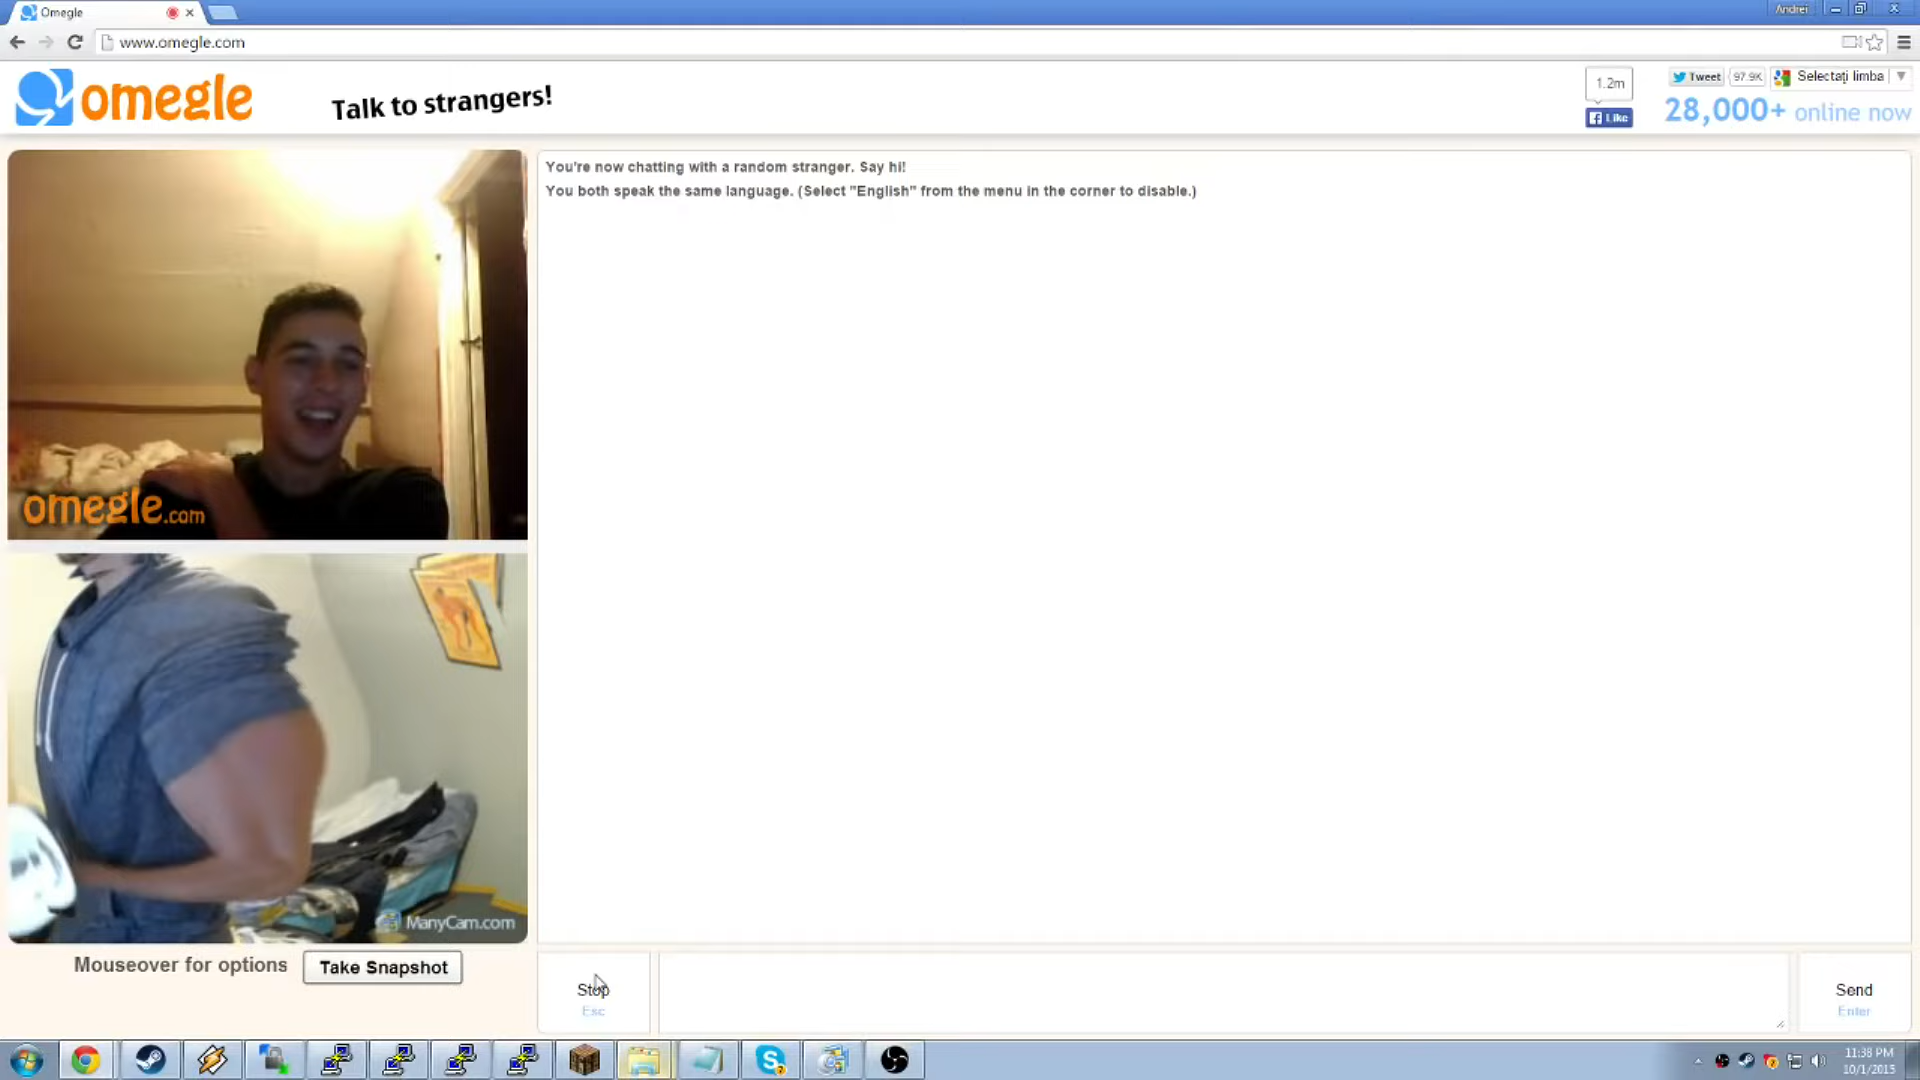 Omegle
Andrei
www.omegle.com
omegle
Talk to strangers!
1.2m
Like
Tweet
97.9K
Selectați limba
28,000+ online now
You're now chatting with a random stranger. Say hi!
You both speak the same language. (Select "English" from the menu in the corner to disable.)
omegle.com
ManyCam.com
Mouseover for options
Take Snapshot
Stop
Esc
Send
Enter
11:38 PM
10/1/2015